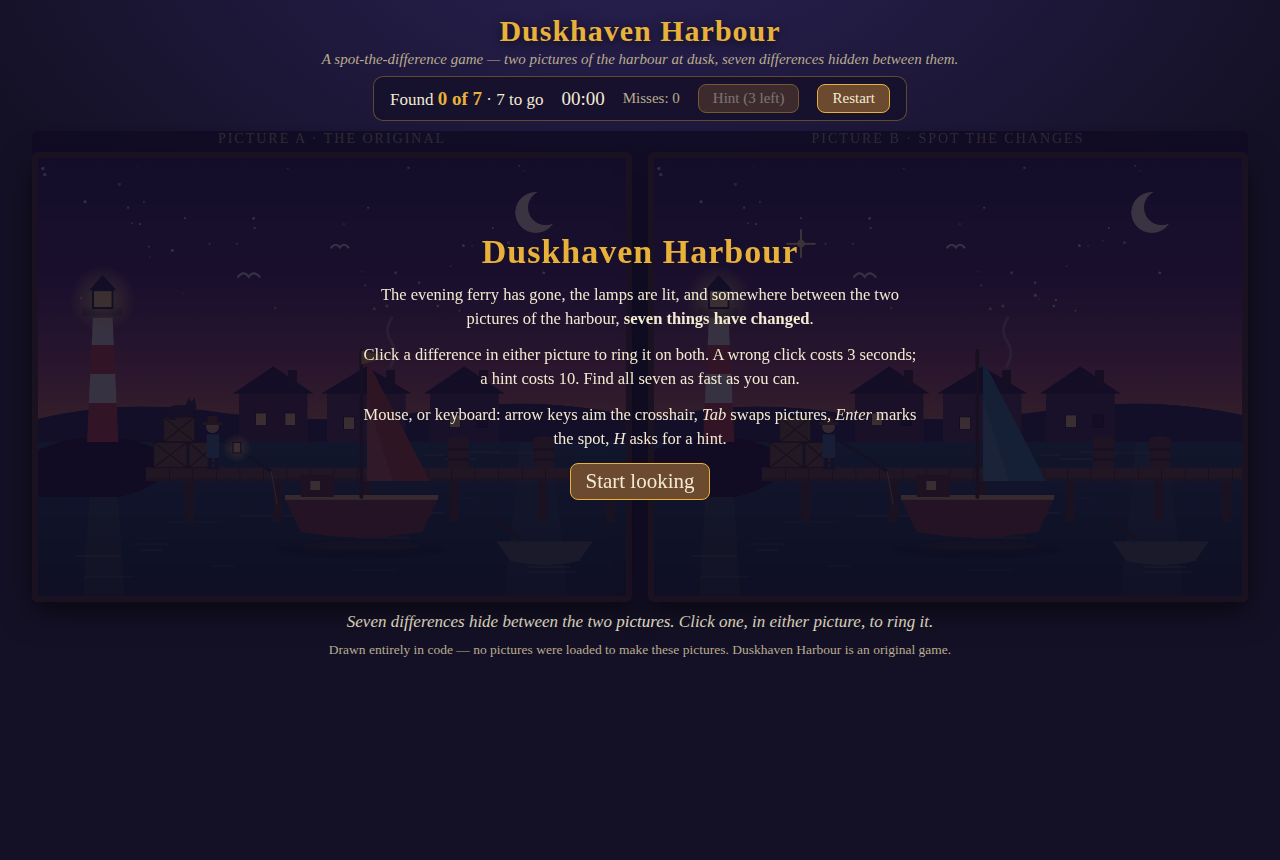 Duskhaven Harbour
A spot-the-difference game — two pictures of the harbour at dusk, seven differences hidden between them.
Found 0 of 7 · 7 to go 00:00 Misses: 0 Hint (3 left) Restart
PICTURE A · THE ORIGINAL
PICTURE B · SPOT THE CHANGES
Duskhaven Harbour
The evening ferry has gone, the lamps are lit, and somewhere between the two
pictures of the harbour, seven things have changed.
Click a difference in either picture to ring it on both. A wrong click costs 3 seconds;
a hint costs 10. Find all seven as fast as you can.
Mouse, or keyboard: arrow keys aim the crosshair, Tab swaps pictures, Enter marks
the spot, H asks for a hint.
Start looking
Seven differences hide between the two pictures. Click one, in either picture, to ring it.
Drawn entirely in code — no pictures were loaded to make these pictures. Duskhaven Harbour is an original game.